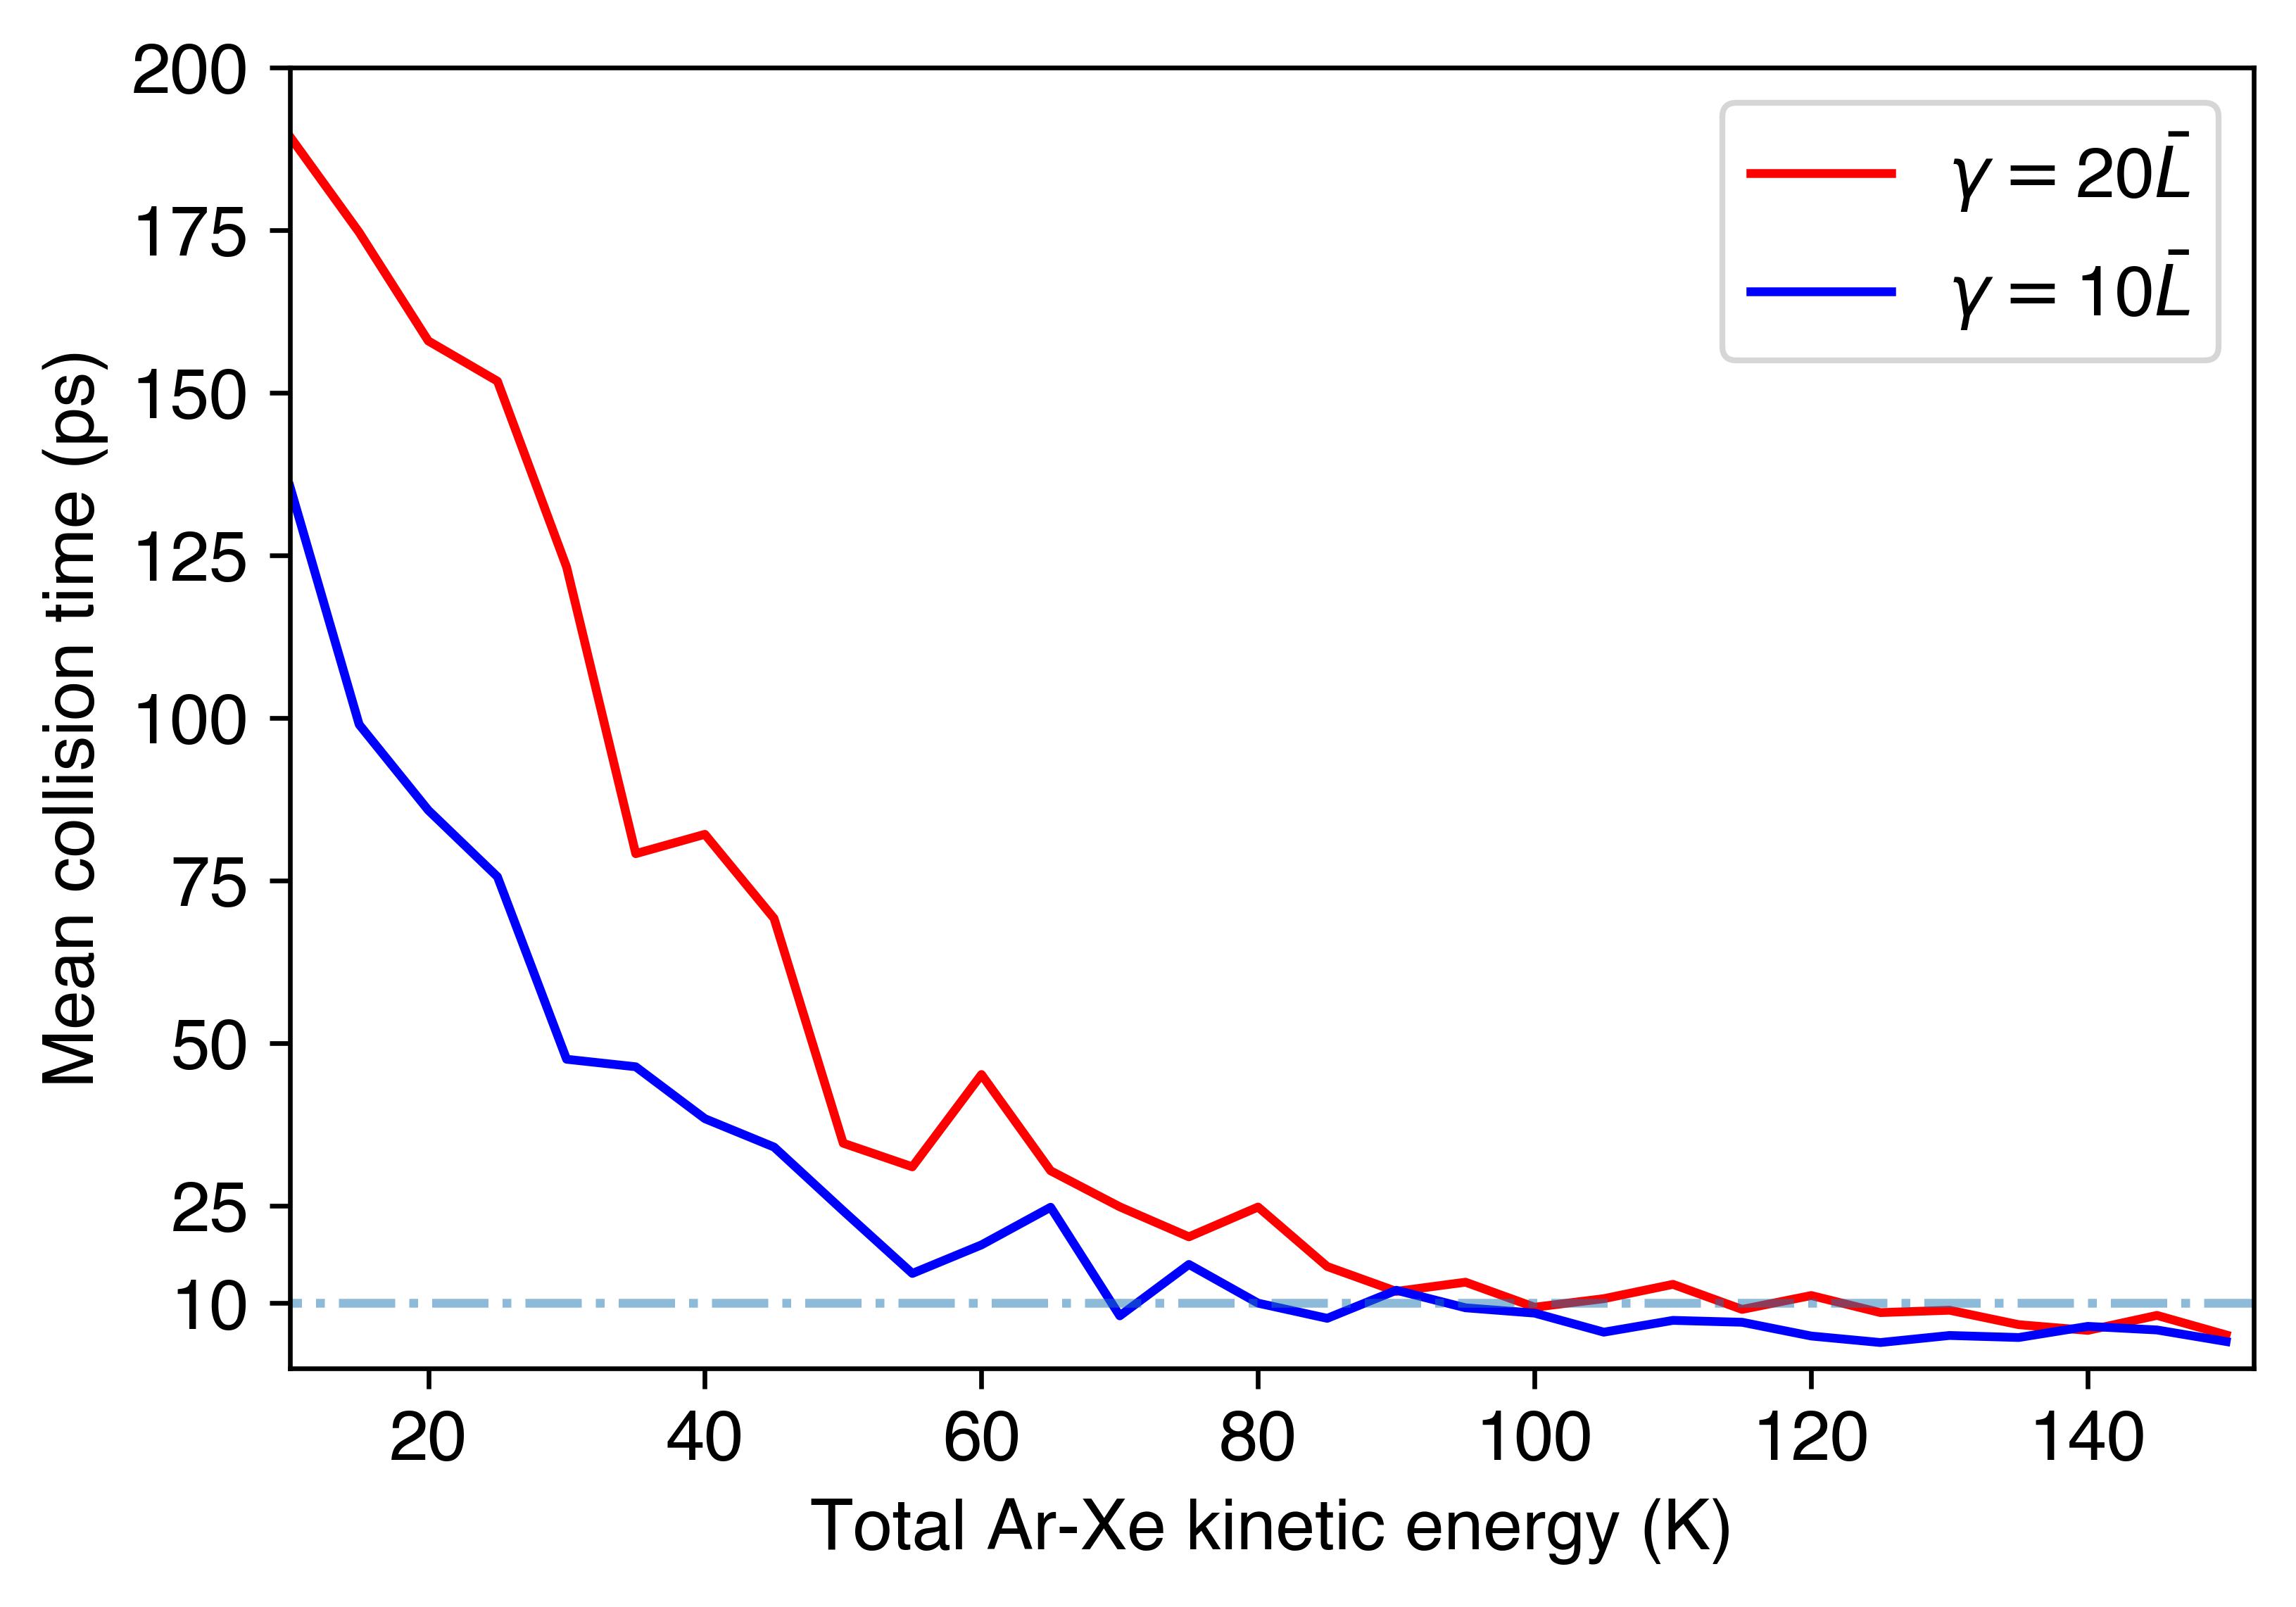 200
175
150
125
100
75
50
25
10
Mean collision time (ps)
γ = 20L̄
γ = 10L̄
20 40 60 80 100 120 140
Total Ar-Xe kinetic energy (K)